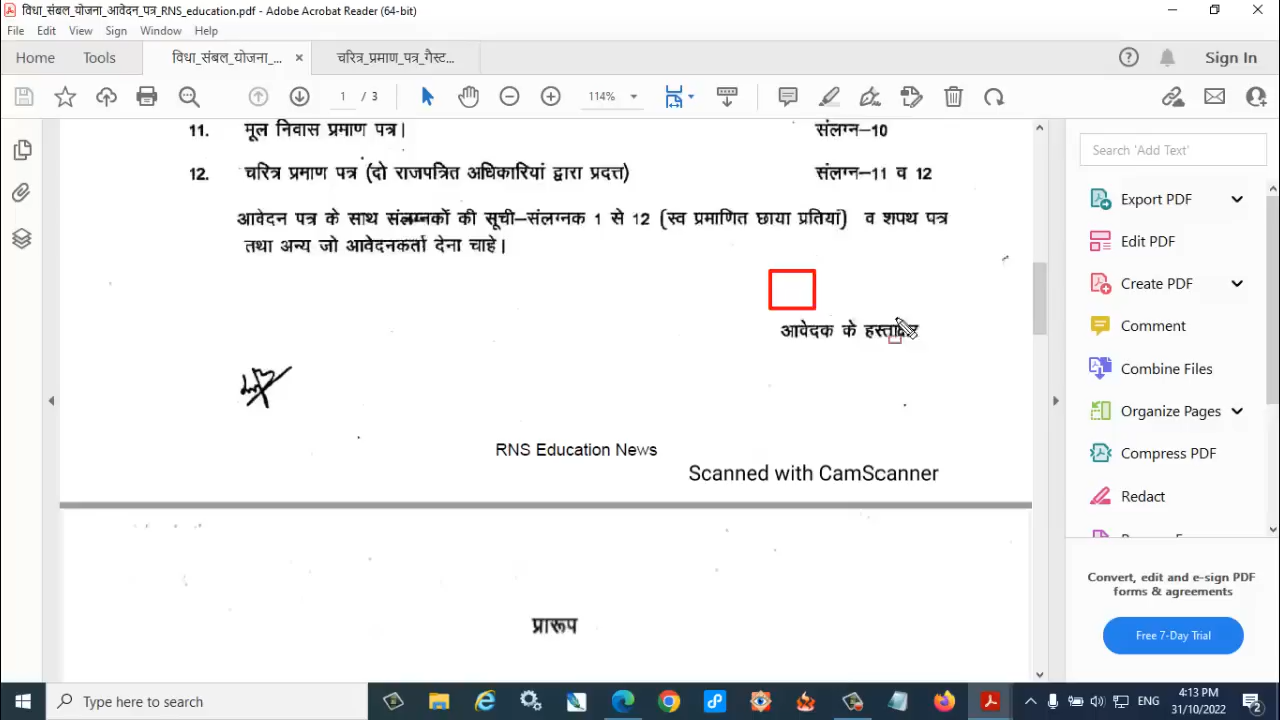 विधा_संबल_योजना_आवेदन_पत्र_RNS_education.pdf - Adobe Acrobat Reader (64-bit)
File Edit View Sign Window Help
Home Tools विधा_संबल_योजना_... × चरित्र_प्रमाण_पत्र_गैस्ट... Sign In
1 / 3 114%
11. मूल निवास प्रमाण पत्र। संलग्न-10
12. चरित्र प्रमाण पत्र (दो राजपत्रित अधिकारियां द्वारा प्रदत्त) संलग्न-11 व 12
आवेदन पत्र के साथ संलग्नकों की सूची-संलग्नक 1 से 12 (स्व प्रमाणित छाया प्रतियां) व शपथ पत्र
तथा अन्य जो आवेदनकर्ता देना चाहे।
आवेदक के
RNS Education News
Scanned with CamScanner
प्रारूप
Search 'Add Text'
Export PDF
Edit PDF
Create PDF
Comment
Combine Files
Organize Pages
Compress PDF
Redact
Convert, edit and e-sign PDF
forms & agreements
Free 7-Day Trial
Type here to search
ENG
4:13 PM
31/10/2022
2